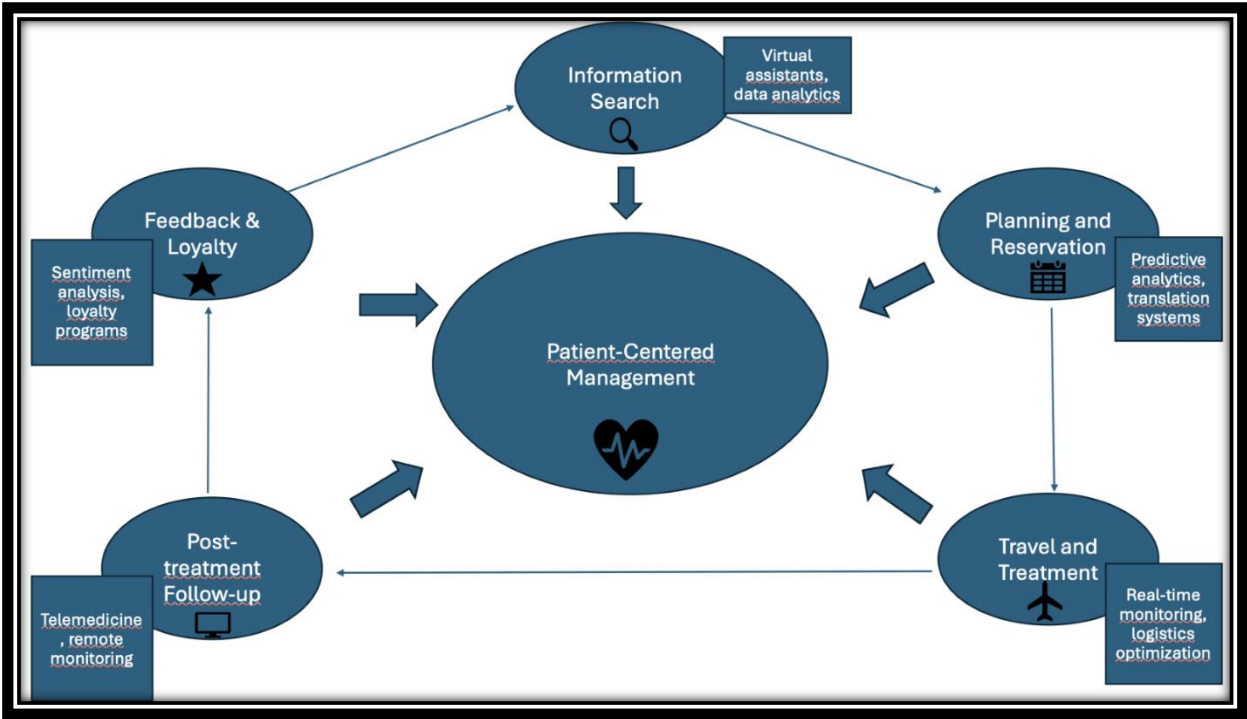 Information
Search
Virtual
assistants,
data analytics
Feedback &
Loyalty
Sentiment
analysis,
loyalty
programs
Planning and
Reservation
Predictive
analytics,
translation
systems
Patient-Centered
Management
Post-
treatment
Follow-up
Telemedicine
, remote
monitoring
Travel and
Treatment
Real-time
monitoring,
logistics
optimization